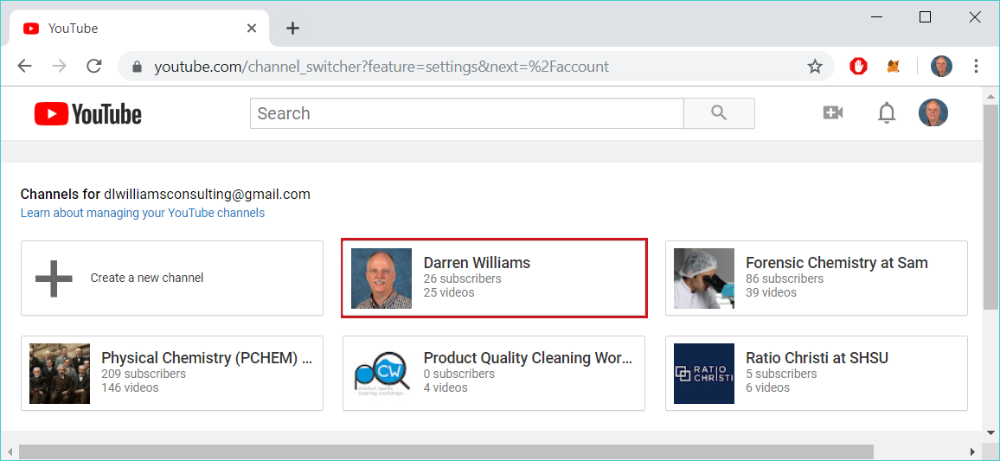 YouTube
youtube.com/channel_switcher?feature=settings&next=%2Faccount
YouTube
Search
Channels for dlwilliamsconsulting@gmail.com
Learn about managing your YouTube channels
Create a new channel
Darren Williams
26 subscribers
25 videos
Forensic Chemistry at Sam
86 subscribers
39 videos
Physical Chemistry (PCHEM) ...
209 subscribers
146 videos
pCW
product quality
cleaning workshops
Product Quality Cleaning Wor...
0 subscribers
4 videos
RATIO
CHRISTI
Ratio Christi at SHSU
5 subscribers
6 videos